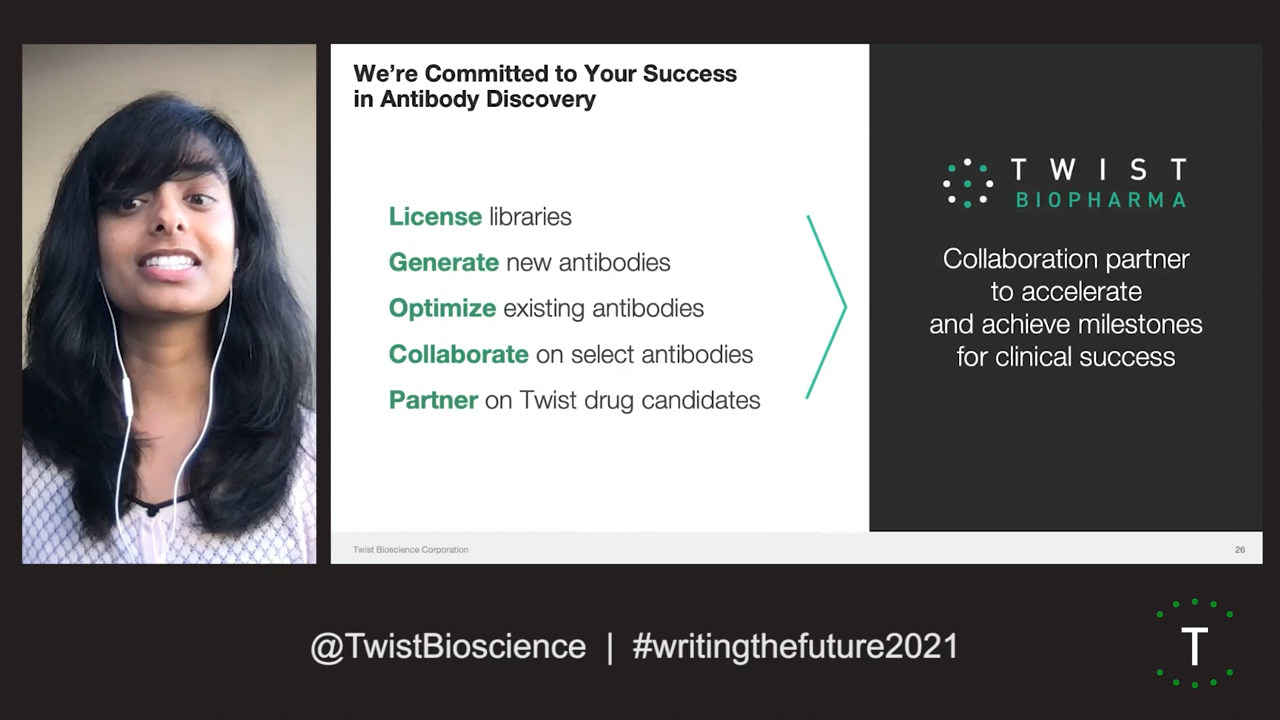 We're Committed to Your Success
in Antibody Discovery
License libraries
Generate new antibodies
Optimize existing antibodies
Collaborate on select antibodies
Partner on Twist drug candidates
TWIST
BIOPHARMA
Collaboration partner
to accelerate
and achieve milestones
for clinical success
Twist Bioscience Corporation
26
@TwistBioscience | #writingthefuture2021
T